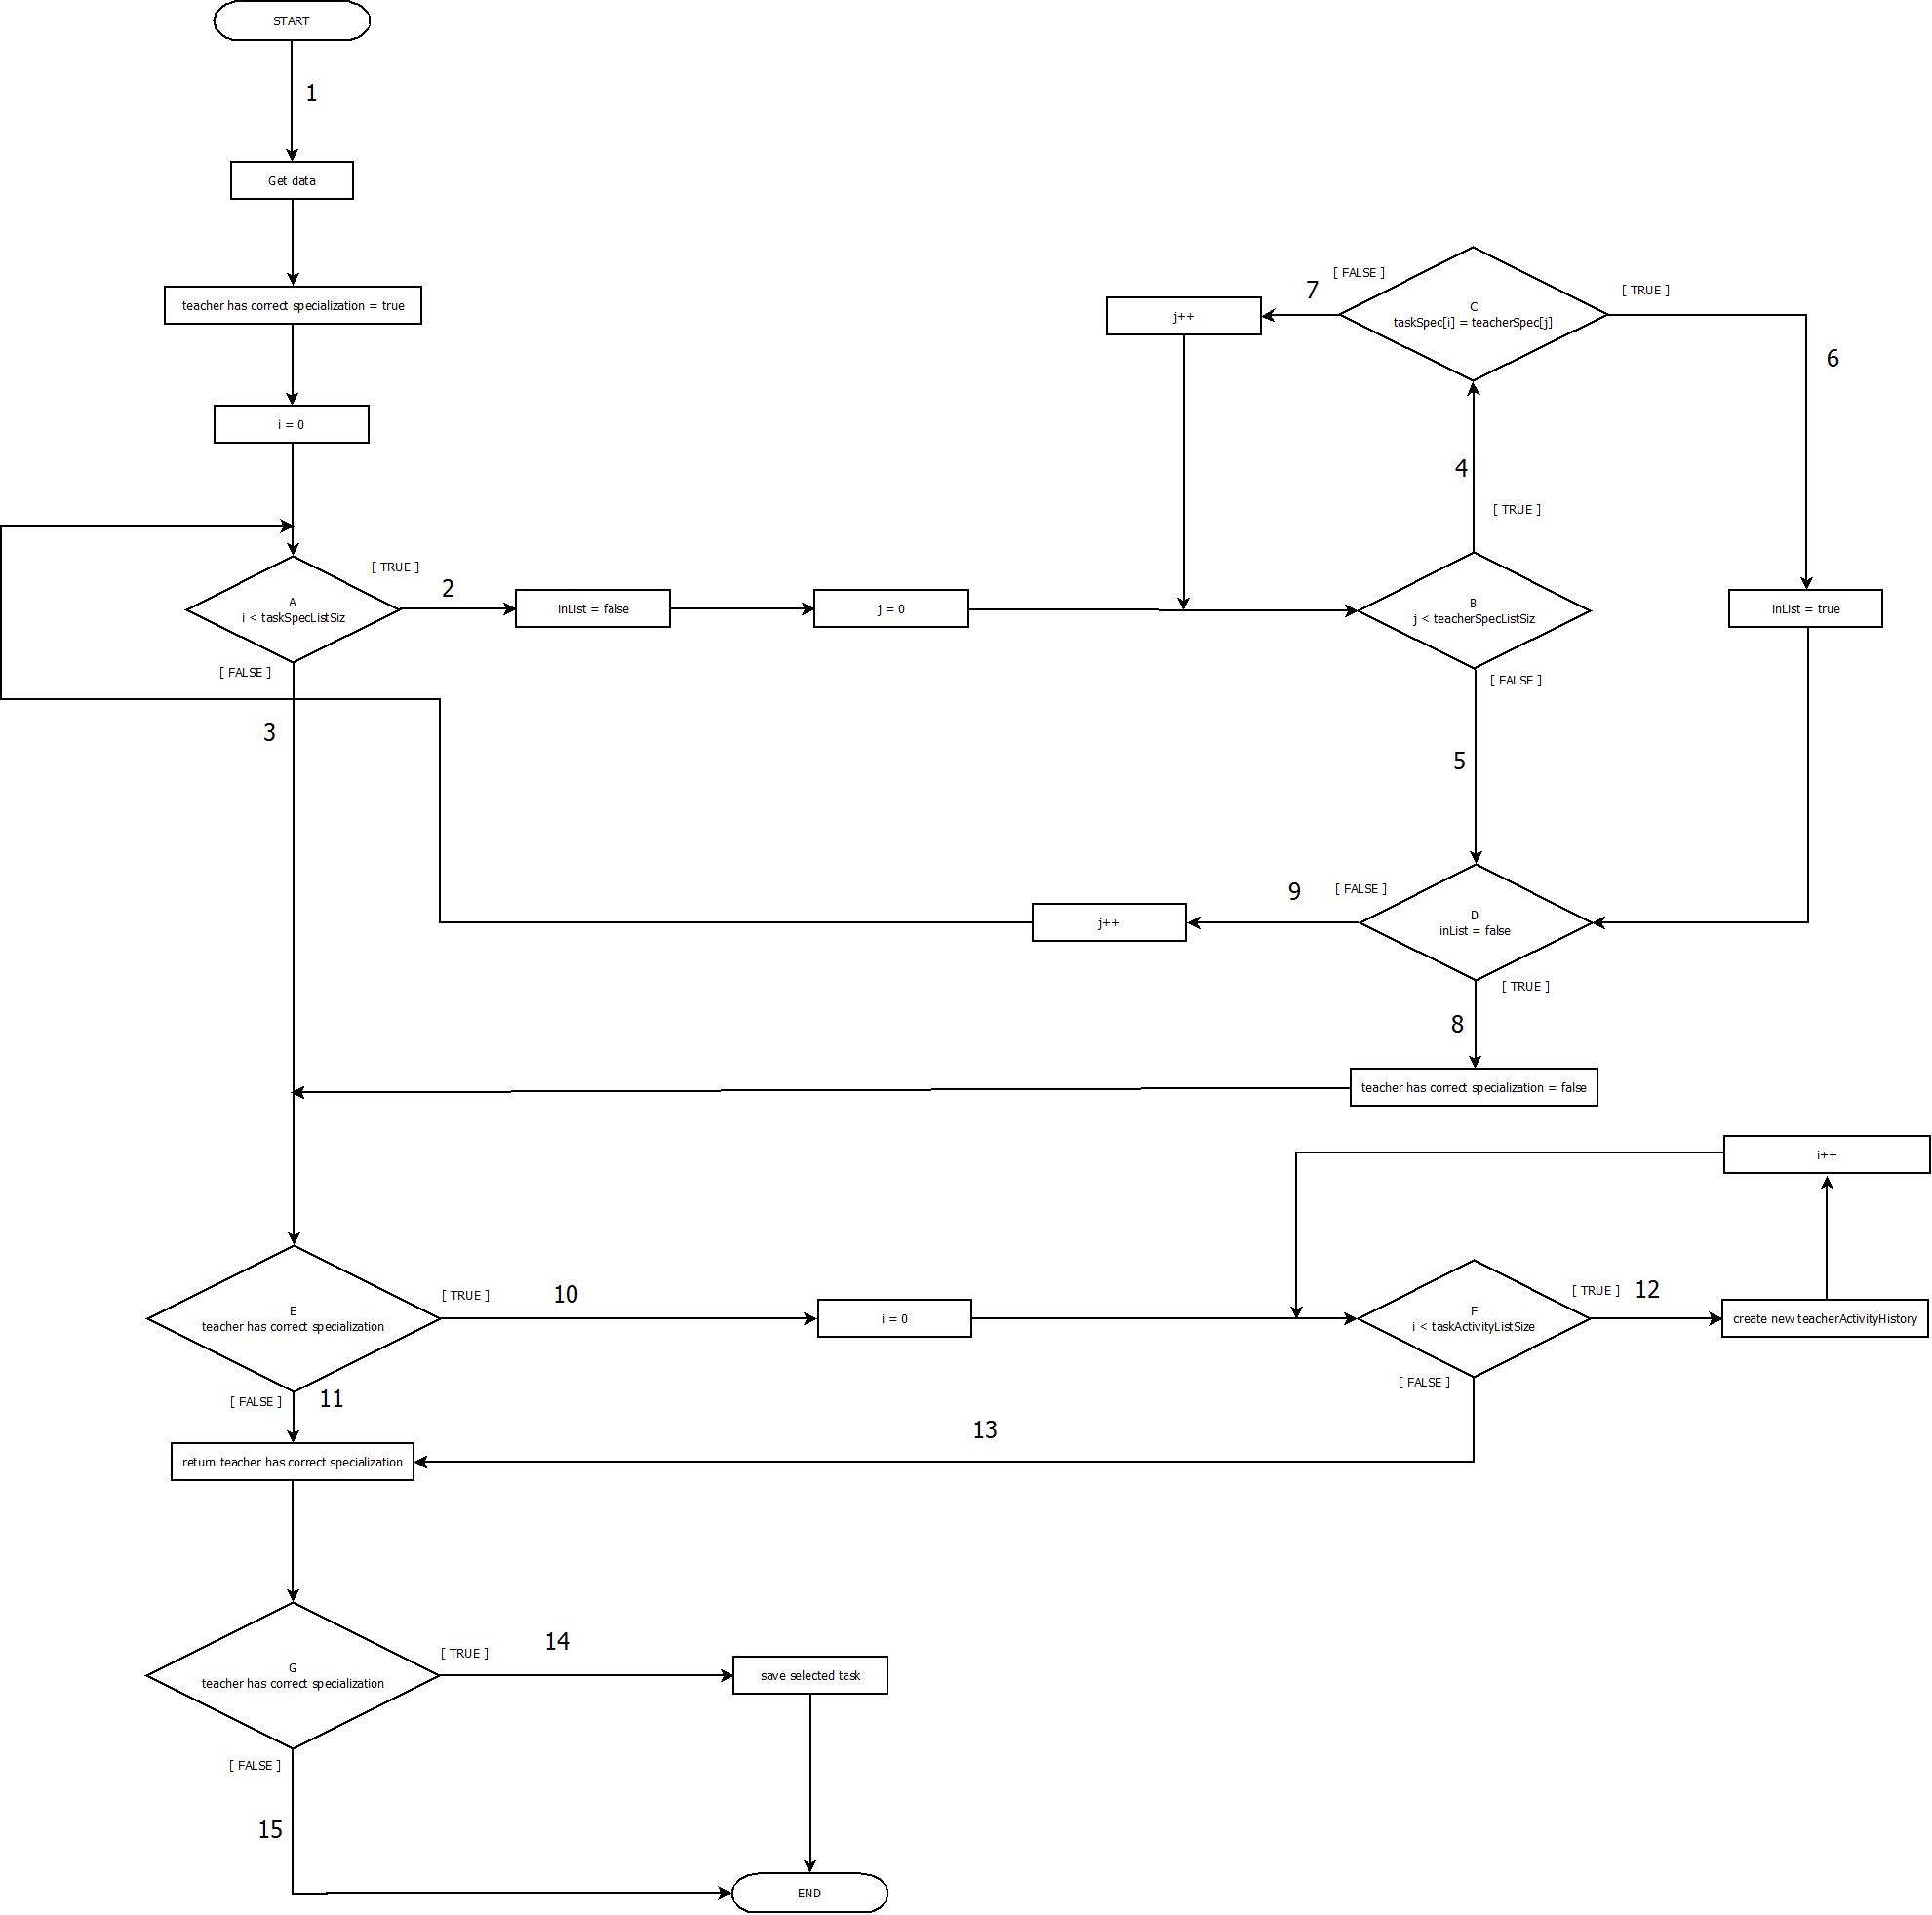 START
1
Get data
teacher has correct specialization = true
i = 0
A
i < taskSpecListSiz
[ TRUE ]
2
[ FALSE ]
3
inList = false
j = 0
B
j < teacherSpecListSiz
[ TRUE ]
4
[ FALSE ]
5
C
taskSpec[i] = teacherSpec[j]
[ FALSE ]
7
j++
[ TRUE ]
6
inList = true
D
inList = false
[ FALSE ]
9
j++
[ TRUE ]
8
teacher has correct specialization = false
E
teacher has correct specialization
[ TRUE ]
10
i = 0
F
i < taskActivityListSize
[ TRUE ]
12
create new teacherActivityHistory
i++
[ FALSE ]
13
[ FALSE ]
11
return teacher has correct specialization
G
teacher has correct specialization
[ TRUE ]
14
save selected task
[ FALSE ]
15
END